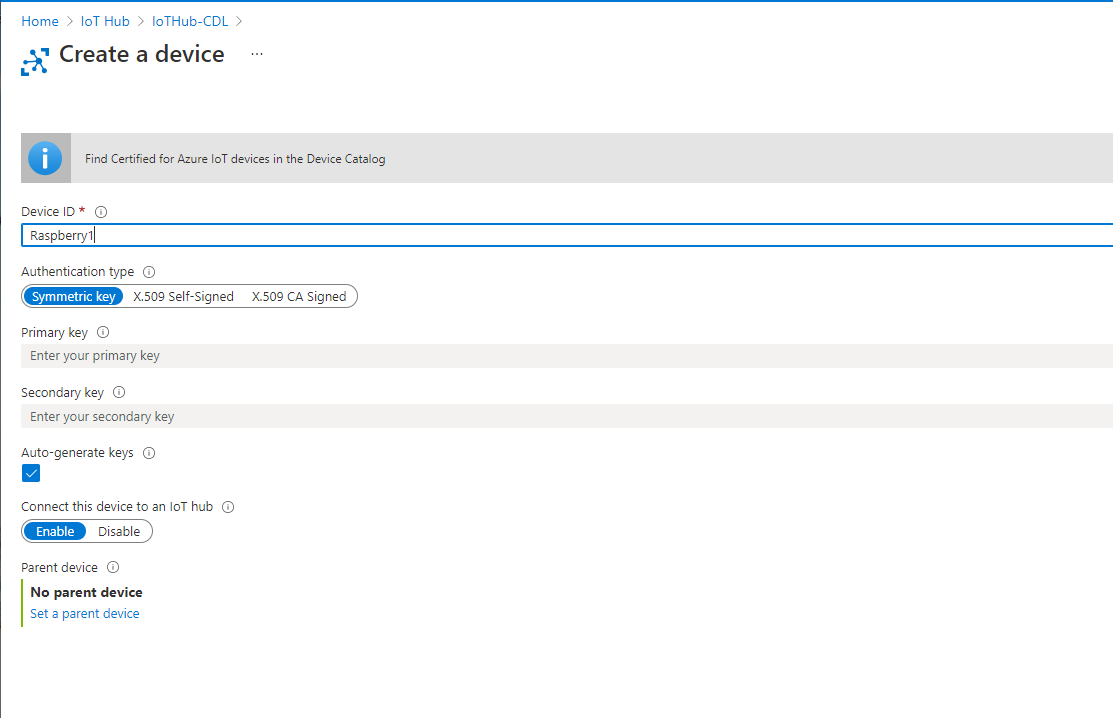 Home > IoT Hub > IoTHub-CDL >
Create a device ...
Find Certified for Azure IoT devices in the Device Catalog
Device ID *
Raspberry1
Authentication type
Symmetric key X.509 Self-Signed X.509 CA Signed
Primary key
Enter your primary key
Secondary key
Enter your secondary key
Auto-generate keys
Connect this device to an IoT hub
Enable Disable
Parent device
No parent device
Set a parent device